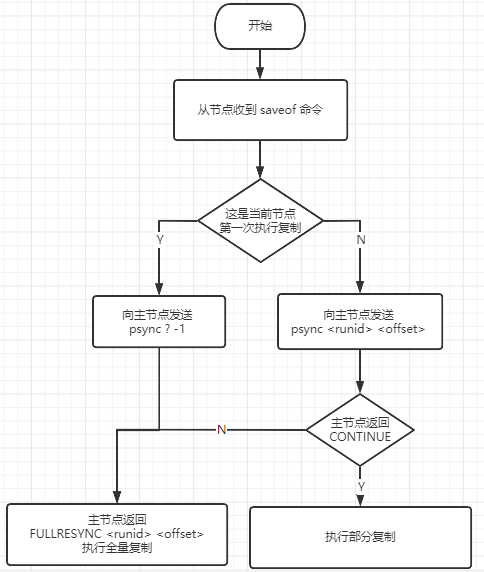 开始
从节点收到 saveof 命令
这是当前节点
第一次执行复制
Y
N
向主节点发送
psync ? -1
向主节点发送
psync <runid> <offset>
主节点返回
CONTINUE
N
Y
主节点返回
FULLRESYNC <runid> <offset>
执行全量复制
执行部分复制